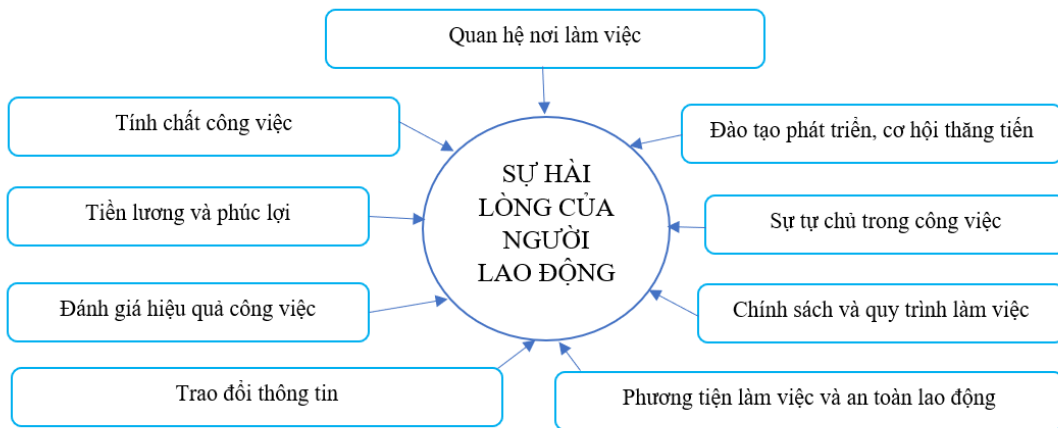 Quan hệ nơi làm việc
Tính chất công việc
Đào tạo phát triển, cơ hội thăng tiến
SỰ HÀI
LÒNG CỦA
NGƯỜI
LAO ĐỘNG
Tiền lương và phúc lợi
Sự tự chủ trong công việc
Đánh giá hiệu quả công việc
Chính sách và quy trình làm việc
Trao đổi thông tin
Phương tiện làm việc và an toàn lao động